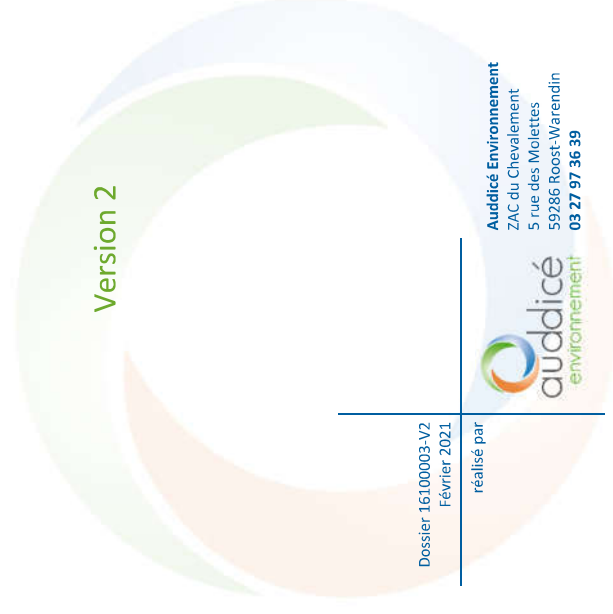 Version 2
Dossier 16100003-V2
Février 2021
réalisé par
auddicé
environnement
Auddicé Environnement
ZAC du Chevalement
5 rue des Molettes
59286 Roost-Warendin
03 27 97 36 39